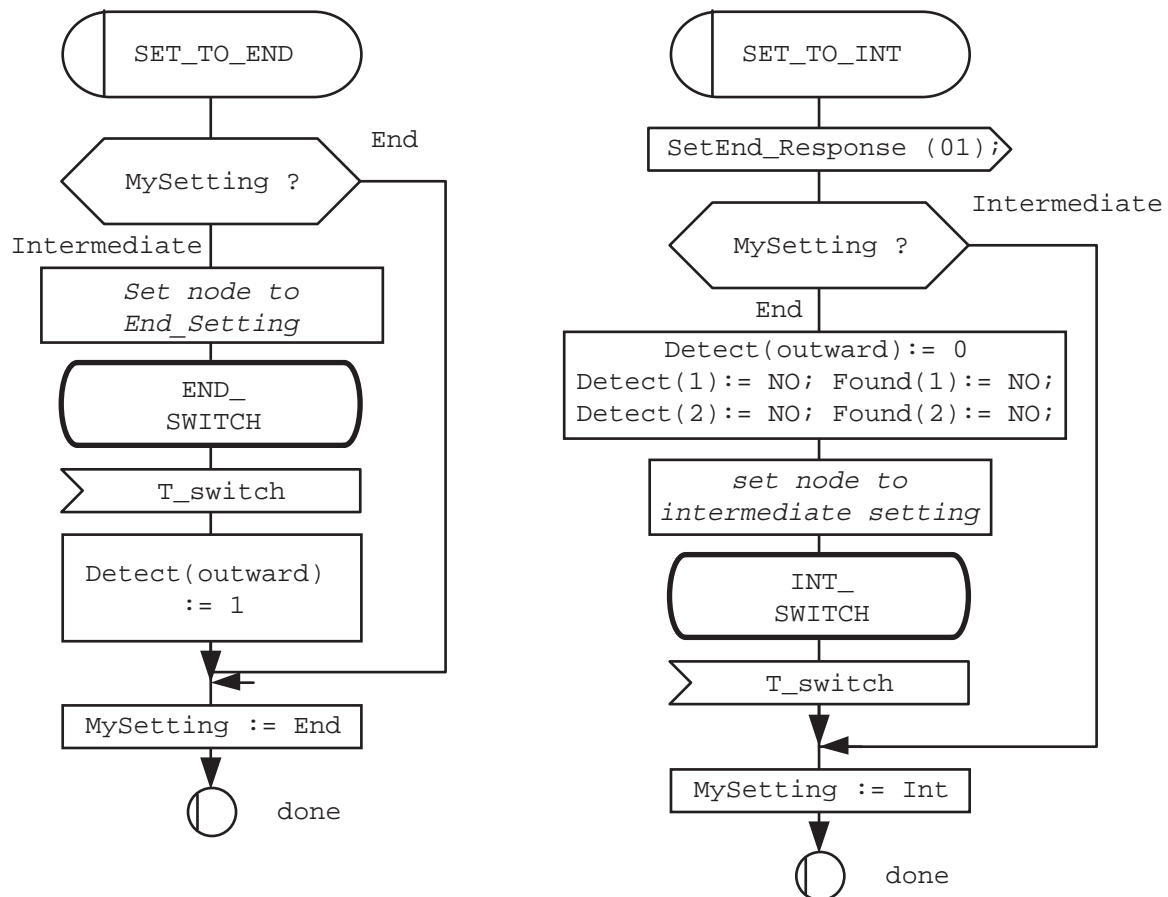 SET_TO_END
End
MySetting ?
Intermediate
Set node to
End_Setting
END_
SWITCH
T_switch
Detect(outward)
:= 1
MySetting := End
done
SET_TO_INT
SetEnd_Response (01);
Intermediate
MySetting ?
End
Detect(outward):= 0
Detect(1):= NO; Found(1):= NO;
Detect(2):= NO; Found(2):= NO;
set node to
intermediate setting
INT_
SWITCH
T_switch
MySetting := Int
done